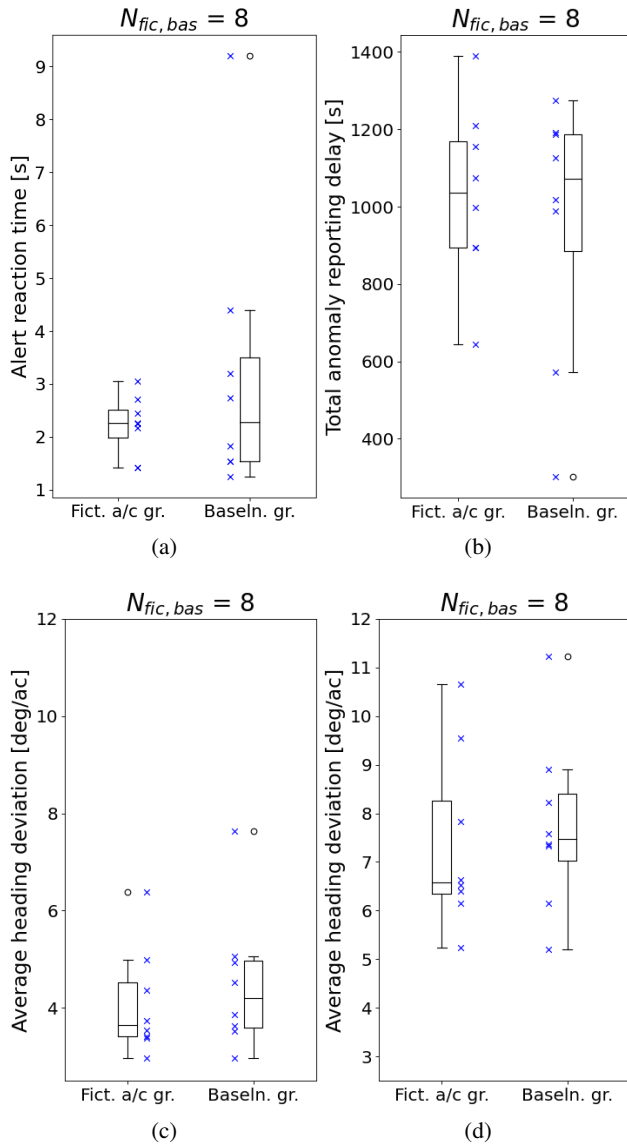 N_{fic, bas} = 8
Alert reaction time [s]
9
8
7
6
5
4
3
2
1
Fict. a/c gr. Baseln. gr.
(a)
N_{fic, bas} = 8
Total anomaly reporting delay [s]
1400
1200
1000
800
600
400
Fict. a/c gr. Baseln. gr.
(b)
N_{fic, bas} = 8
Average heading deviation [deg/ac]
12
10
8
6
4
Fict. a/c gr. Baseln. gr.
(c)
N_{fic, bas} = 8
Average heading deviation [deg/ac]
12
11
10
9
8
7
6
5
4
3
Fict. a/c gr. Baseln. gr.
(d)